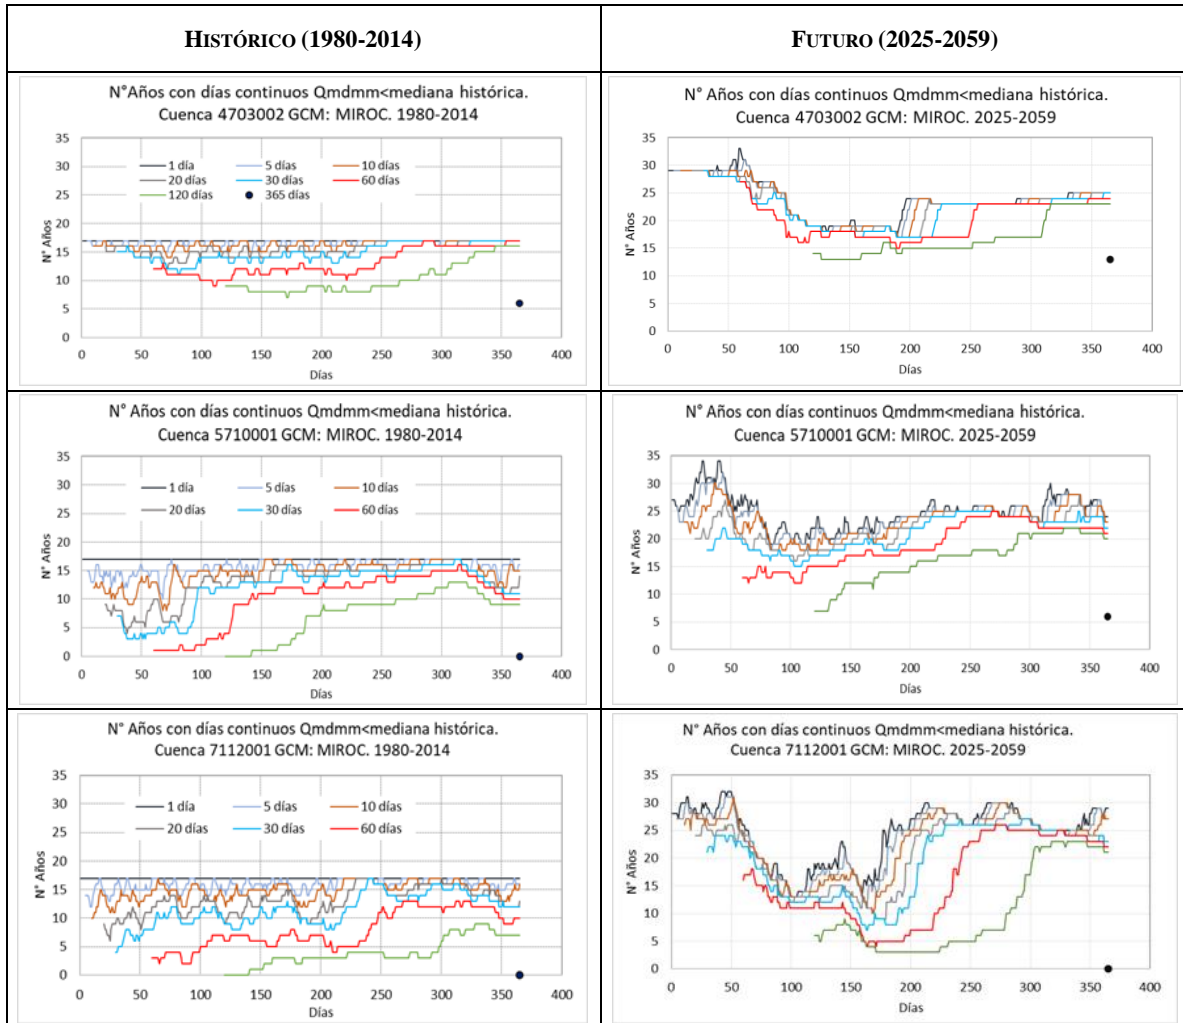 HISTÓRICO (1980-2014)
FUTURO (2025-2059)
N°Años con días continuos Qmdmm<mediana histórica.
Cuenca 4703002 GCM: MIROC. 1980-2014
35
30
25
20
15
10
5
0
N° Años
1 día 5 días 10 días
20 días 30 días 60 días
120 días 365 días
0 50 100 150 200 250 300 350 400
Días
N° Años con días continuos Qmdmm<mediana histórica.
Cuenca 4703002 GCM: MIROC. 2025-2059
35
30
25
20
15
10
5
0
N° Años
0 50 100 150 200 250 300 350 400
Días
N° Años con días continuos Qmdmm<mediana histórica.
Cuenca 5710001 GCM: MIROC. 1980-2014
35
30
25
20
15
10
5
0
N° Años
1 día 5 días 10 días
20 días 30 días 60 días
0 50 100 150 200 250 300 350 400
Días
N° Años con días continuos Qmdmm<mediana histórica.
Cuenca 5710001 GCM: MIROC. 2025-2059
35
30
25
20
15
10
5
0
N° Años
0 50 100 150 200 250 300 350 400
Días
N° Años con días continuos Qmdmm<mediana histórica.
Cuenca 7112001 GCM: MIROC. 1980-2014
35
30
25
20
15
10
5
0
N° Años
1 día 5 días 10 días
20 días 30 días 60 días
0 50 100 150 200 250 300 350 400
Días
N° Años con días continuos Qmdmm<mediana histórica.
Cuenca 7112001 GCM: MIROC. 2025-2059
35
30
25
20
15
10
5
0
N° Años
0 50 100 150 200 250 300 350 400
Días